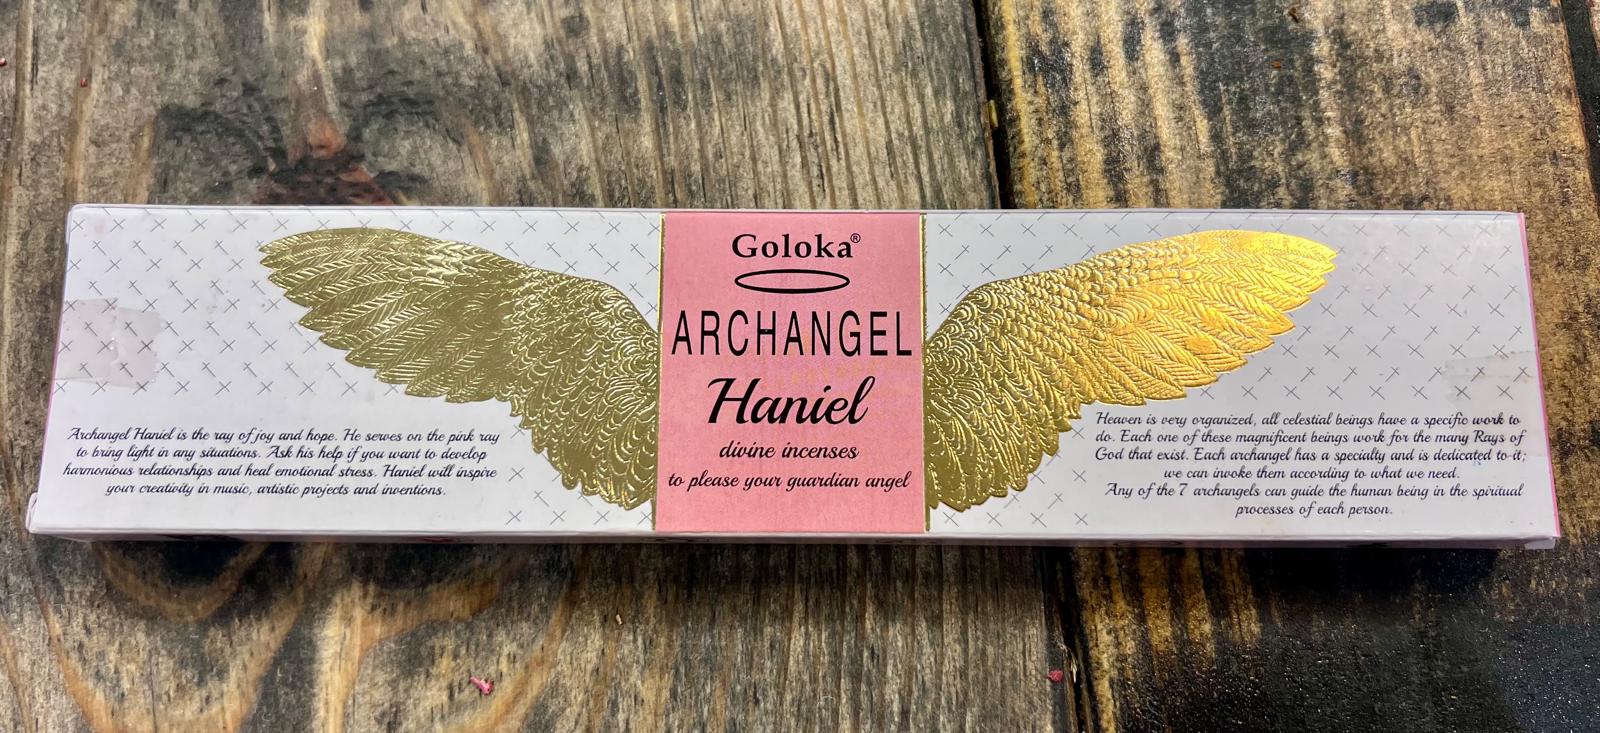 Goloka®
ARCHANGEL
Haniel
divine incenses
to please your guardian angel
Archangel Haniel is the ray of joy and hope. He serves on the pink ray
to bring light in any situations. Ask his help if you want to develop
harmonious relationships and heal emotional stress. Haniel will inspire
your creativity in music, artistic projects and inventions.
Heaven is very organized, all celestial beings have a specific work to
do. Each one of these magnificent beings work for the many Rays of
God that exist. Each archangel has a specialty and is dedicated to it;
we can invoke them according to what we need.
Any of the 7 archangels can guide the human being in the spiritual
processes of each person.